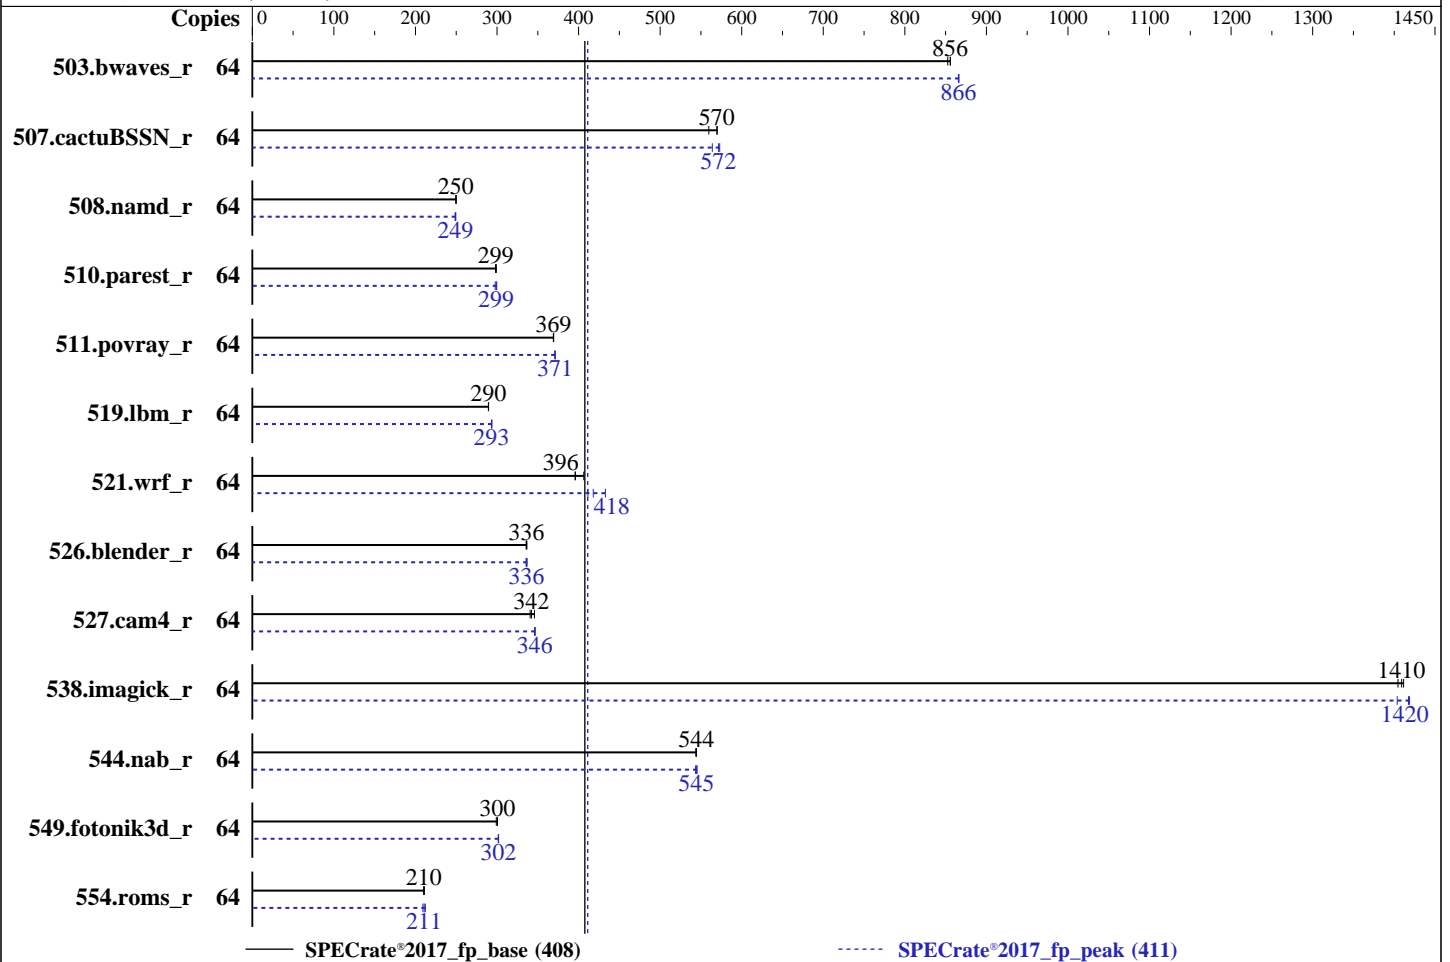 Copies 0 100 200 300 400 500 600 700 800 900 1000 1100 1200 1300 1450
503.bwaves_r 64 856
866
507.cactuBSSN_r 64 570
572
508.namd_r 64 250
249
510.parest_r 64 299
299
511.povray_r 64 369
371
519.lbm_r 64 290
293
521.wrf_r 64 396
418
526.blender_r 64 336
336
527.cam4_r 64 342
346
538.imagick_r 64 1410
1420
544.nab_r 64 544
545
549.fotonik3d_r 64 300
302
554.roms_r 64 210
211
SPECrate®2017_fp_base (408) SPECrate®2017_fp_peak (411)